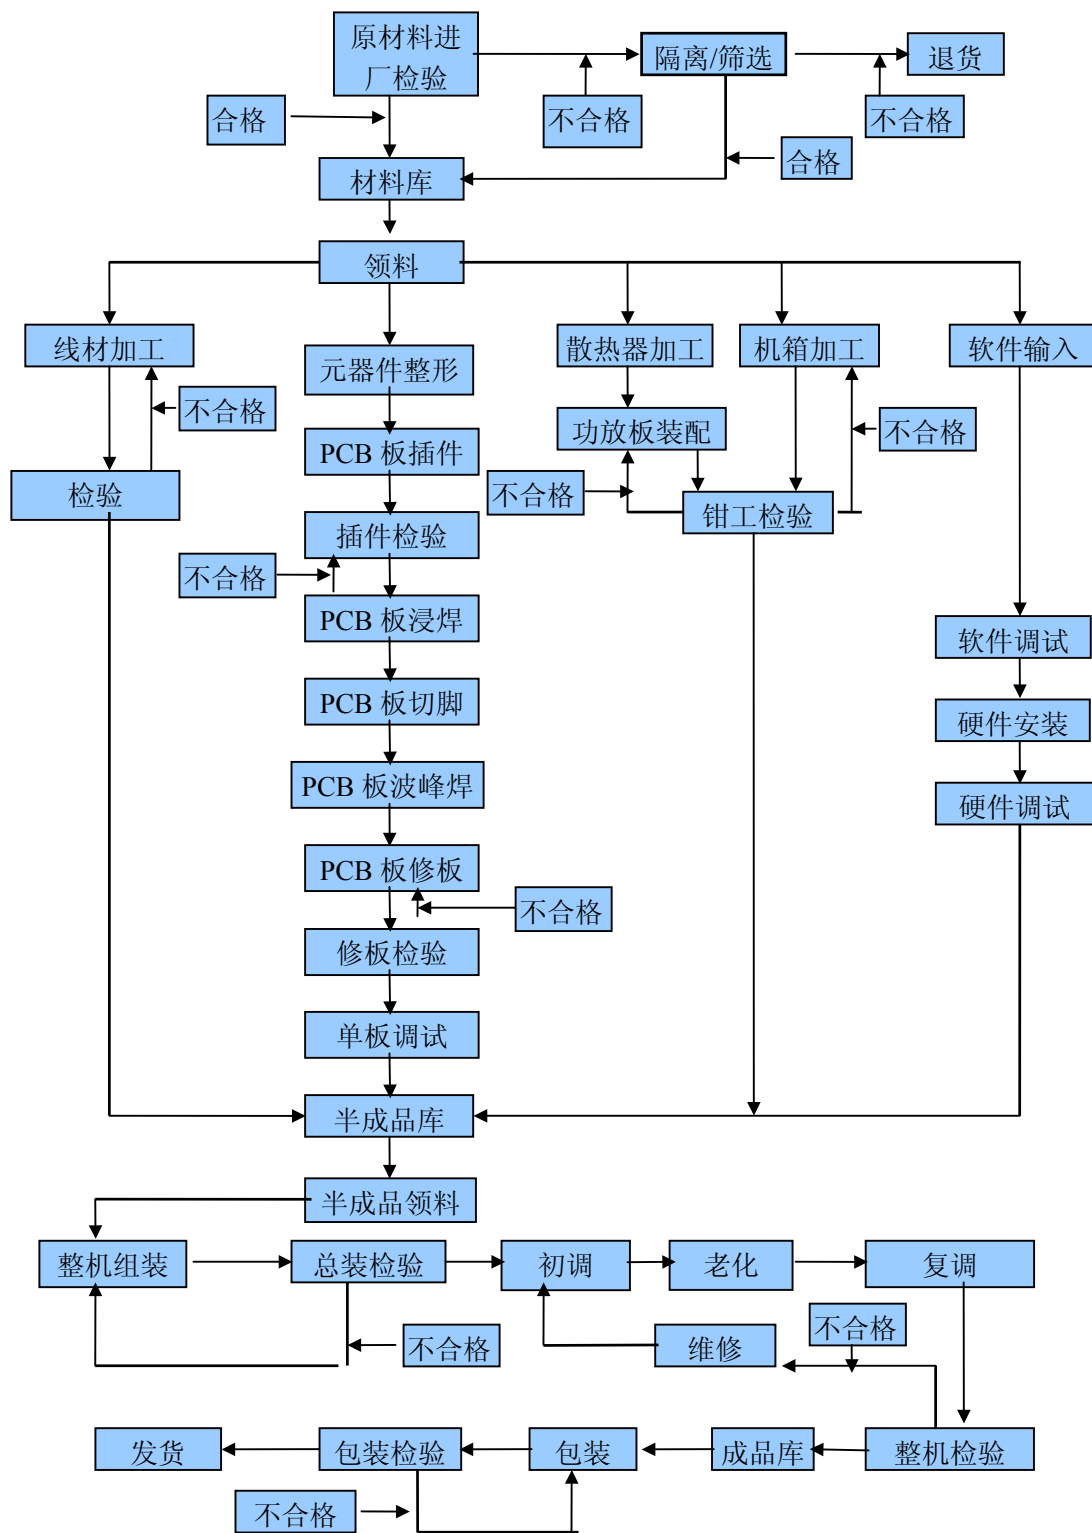 原材料进
厂检验
隔离/筛选
退货
合格
不合格
不合格
合格
材料库
领料
线材加工
元器件整形
散热器加工
机箱加工
软件输入
不合格
PCB 板插件
功放板装配
不合格
检验
不合格
钳工检验
插件检验
不合格
PCB 板浸焊
软件调试
PCB 板切脚
硬件安装
PCB 板波峰焊
硬件调试
PCB 板修板
不合格
修板检验
单板调试
半成品库
半成品领料
整机组装
总装检验
初调
老化
复调
不合格
维修
不合格
发货
包装检验
包装
成品库
整机检验
不合格